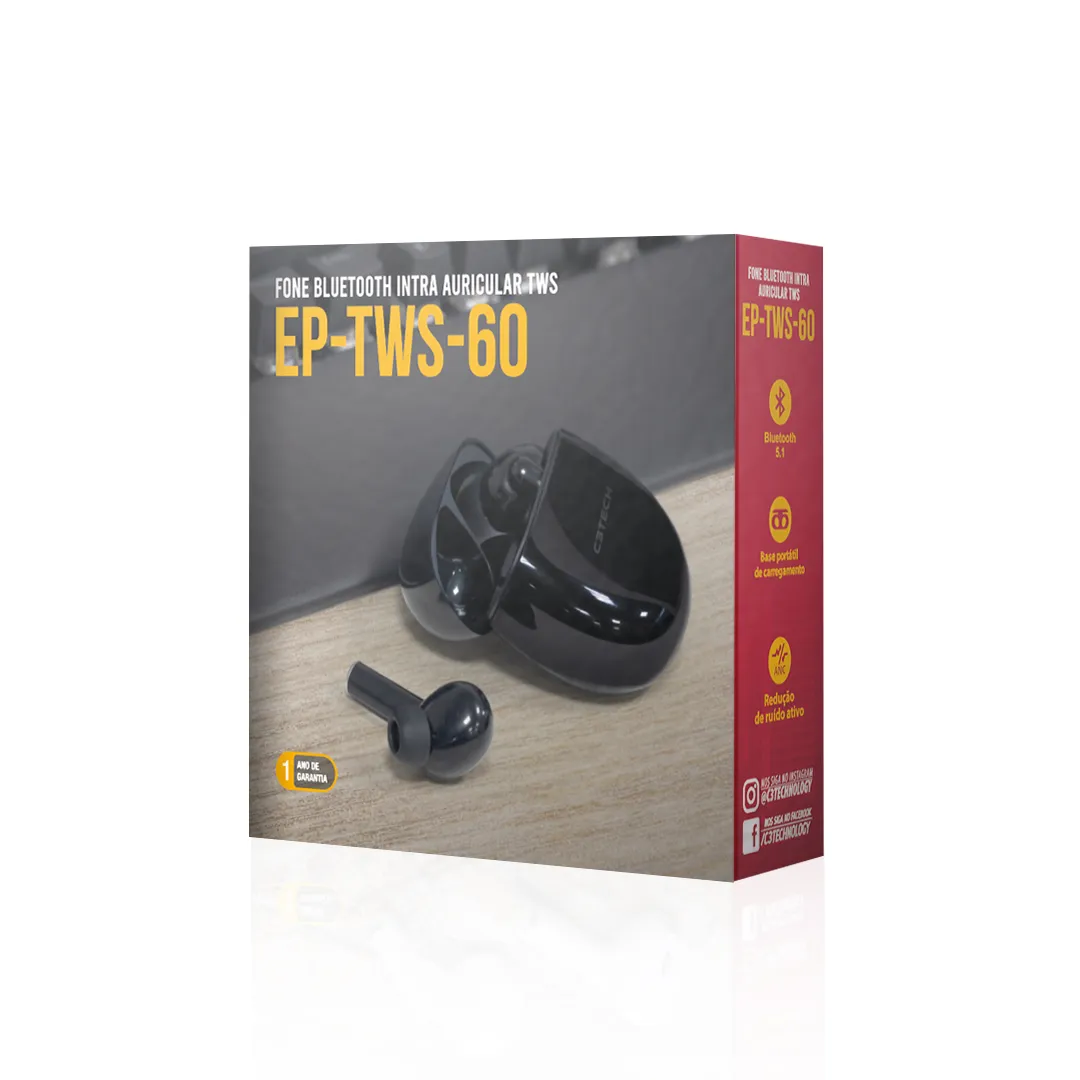 FONE BLUETOOTH INTRA AURICULAR TWS
EP-TWS-60
C3TECH
1 ANO DE
GARANTIA
FONE BLUETOOTH INTRA
AURICULAR TWS
EP-TWS-60
Bluetooth
5.1
Base portátil
de carregamento
ANC
Redução
de ruído ativo
NOS SIGA NO INSTAGRAM
@C3TECHNOLOGY
NOS SIGA NO FACEBOOK
/C3TECHNOLOGY